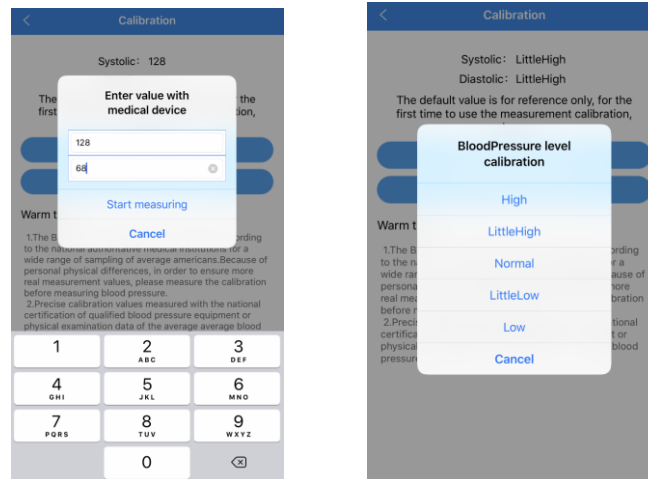 Calibration
Systolic: 128
The
the
first
tion,
Enter value with
medical device
128
68
Start measuring
Cancel
Warm t
1.The B
ording
to the national authoritative medical institutions for a
wide range of sampling of average americans.Because of
personal physical differences, in order to ensure more
real measurement values, please measure the calibration
before measuring blood pressure.
2.Precise calibration values measured with the national
certification of qualified blood pressure equipment or
physical examination data of the average average blood
1
2
ABC
3
DEF
4
GHI
5
JKL
6
MNO
7
PQRS
8
TUV
9
WXYZ
0
Calibration
Systolic: LittleHigh
Diastolic: LittleHigh
The default value is for reference only, for the
first time to use the measurement calibration,
BloodPressure level
calibration
High
LittleHigh
Normal
LittleLow
Low
Cancel
Warm t
1.The B
ording
to the na
or a
wide ran
ause of
persona
more
real mea
bration
before m
2.Precis
tional
certifica
t or
physical
blood
pressure